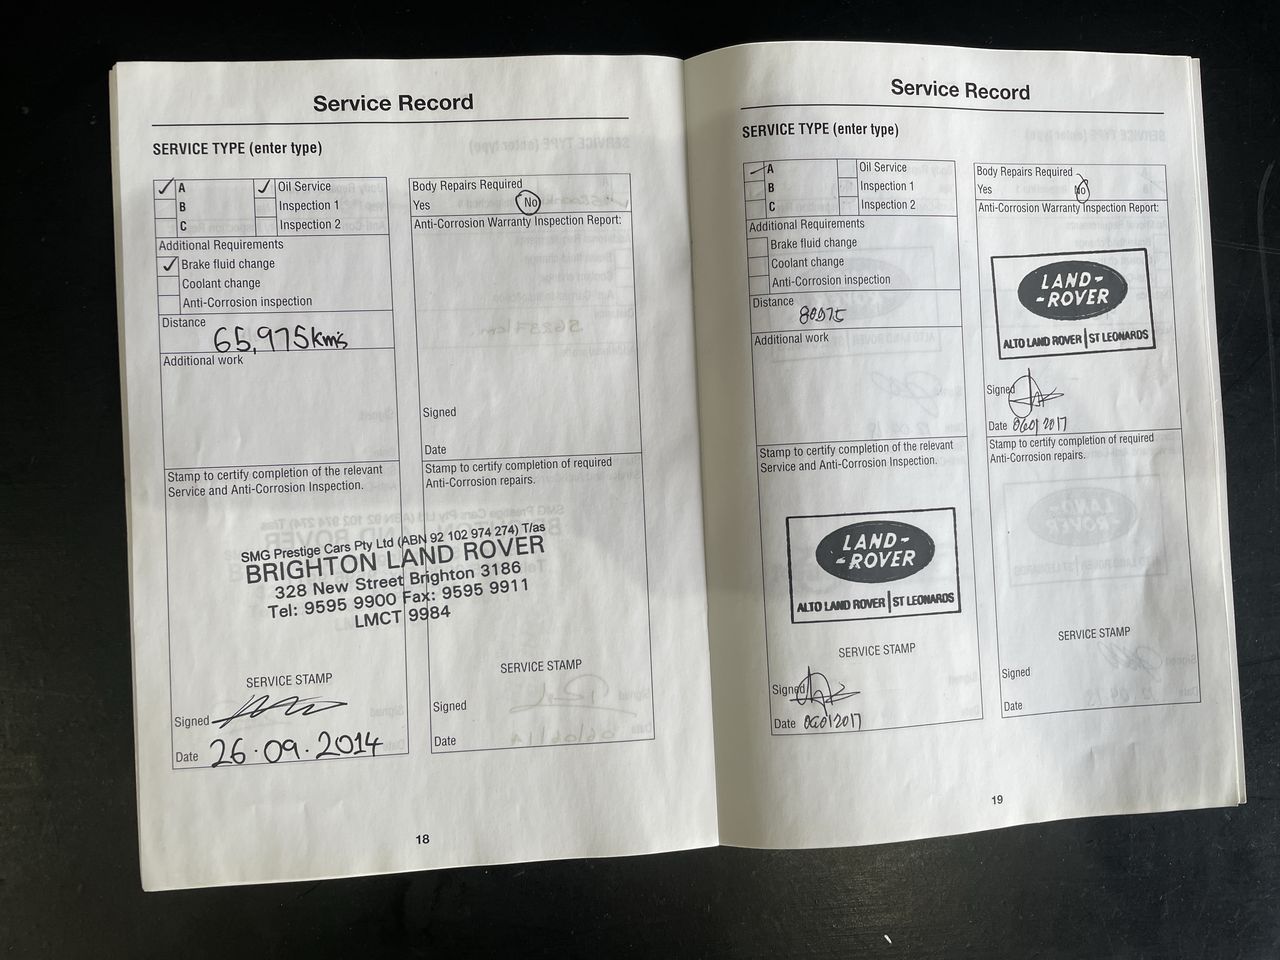 Service Record
SERVICE TYPE (enter type)
✓ A ✓ Oil Service
B Inspection 1
C Inspection 2
Additional Requirements
✓ Brake fluid change
Coolant change
Anti-Corrosion inspection
Distance
65,975km's
Additional work
Body Repairs Required
Yes No
Anti-Corrosion Warranty Inspection Report:
Signed
Date
Stamp to certify completion of the relevant
Service and Anti-Corrosion Inspection.
Stamp to certify completion of required
Anti-Corrosion repairs.
SMG Prestige Cars Pty Ltd (ABN 92 102 974 274) T/as
BRIGHTON LAND ROVER
328 New Street Brighton 3186
Tel: 9595 9900 Fax: 9595 9911
LMCT 9984
SERVICE STAMP
Signed
Date 26.09.2014
SERVICE STAMP
Signed
Date
18
Service Record
SERVICE TYPE (enter type)
✓ A Oil Service
B Inspection 1
C Inspection 2
Additional Requirements
Brake fluid change
Coolant change
Anti-Corrosion inspection
Distance
80075
Additional work
Body Repairs Required
Yes No
Anti-Corrosion Warranty Inspection Report:
LAND-
-ROVER
ALTO LAND ROVER | ST LEONARDS
Signed
Date
Stamp to certify completion of the relevant
Service and Anti-Corrosion Inspection.
LAND-
-ROVER
ALTO LAND ROVER | ST LEONARDS
SERVICE STAMP
Signed
Date
Stamp to certify completion of required
Anti-Corrosion repairs.
SERVICE STAMP
Signed
Date
19